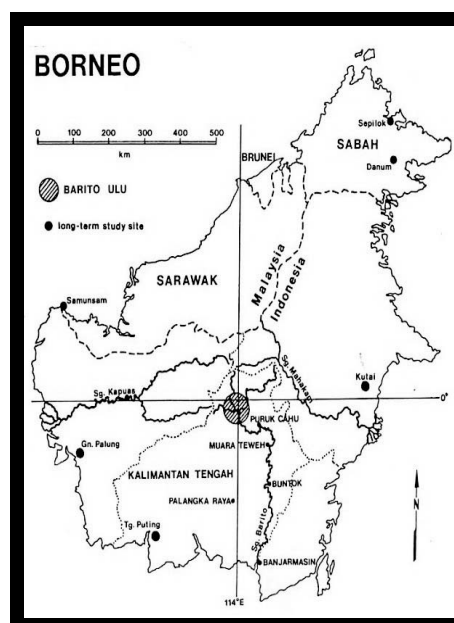 BORNEO
0 100 200 300 400 500
km
BARITO ULU
long-term study site
Sapilok
SABAH
Danum
BRUNEI
Malaysia
Indonesia
SARAWAK
Samunsam
Sg. Mahakam
Kutai
Sg. Kapuas
0°
PURUK CAHU
Gn. Palung
MUARA TEWEH
KALIMANTAN TENGAH
BUNTOK
PALANGKA RAYA
Tg. Puting
Sg. Barito
N
BANJARMASIN
114°E